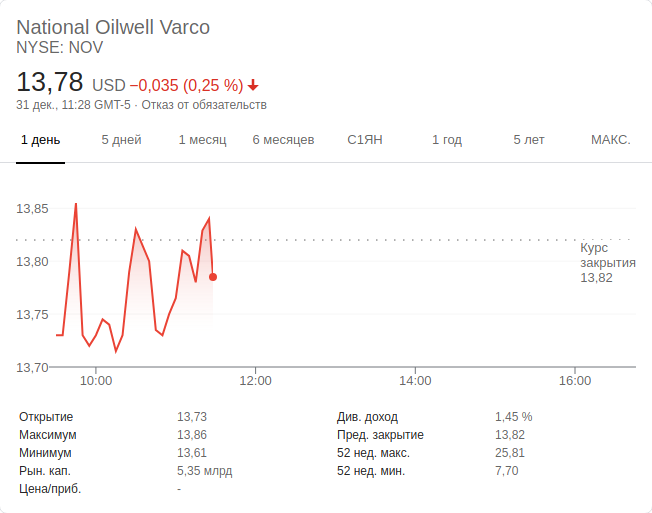 National Oilwell Varco
NYSE: NOV
13,78 USD −0,035 (0,25 %)
31 дек., 11:28 GMT-5 · Отказ от обязательств
1 день 5 дней 1 месяц 6 месяцев С1ЯН 1 год 5 лет МАКС.
13,85
13,80
13,75
13,70
Курс
закрытия
13,82
10:00 12:00 14:00 16:00
Открытие 13,73 Див. доход 1,45 %
Максимум 13,86 Пред. закрытие 13,82
Минимум 13,61 52 нед. макс. 25,81
Рын. кап. 5,35 млрд 52 нед. мин. 7,70
Цена/приб. -